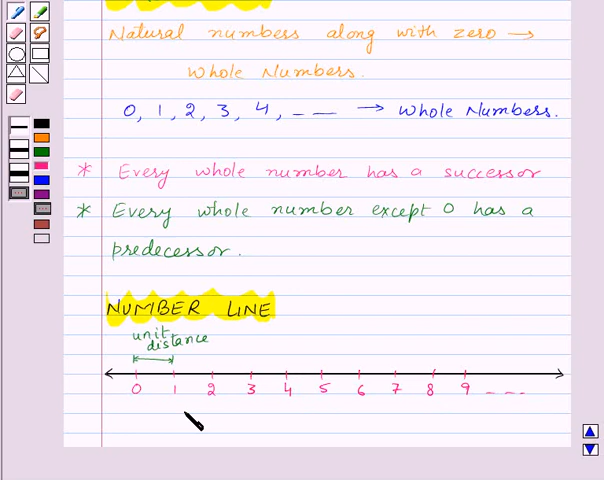 Natural numbers along with zero →
Whole Numbers.
0, 1, 2, 3, 4, - - → Whole Numbers.
* Every whole number has a successor
* Every whole number except 0 has a
predecessor.
NUMBER LINE
unit
distance
0 1 2 3 4 5 6 7 8 9 - - -